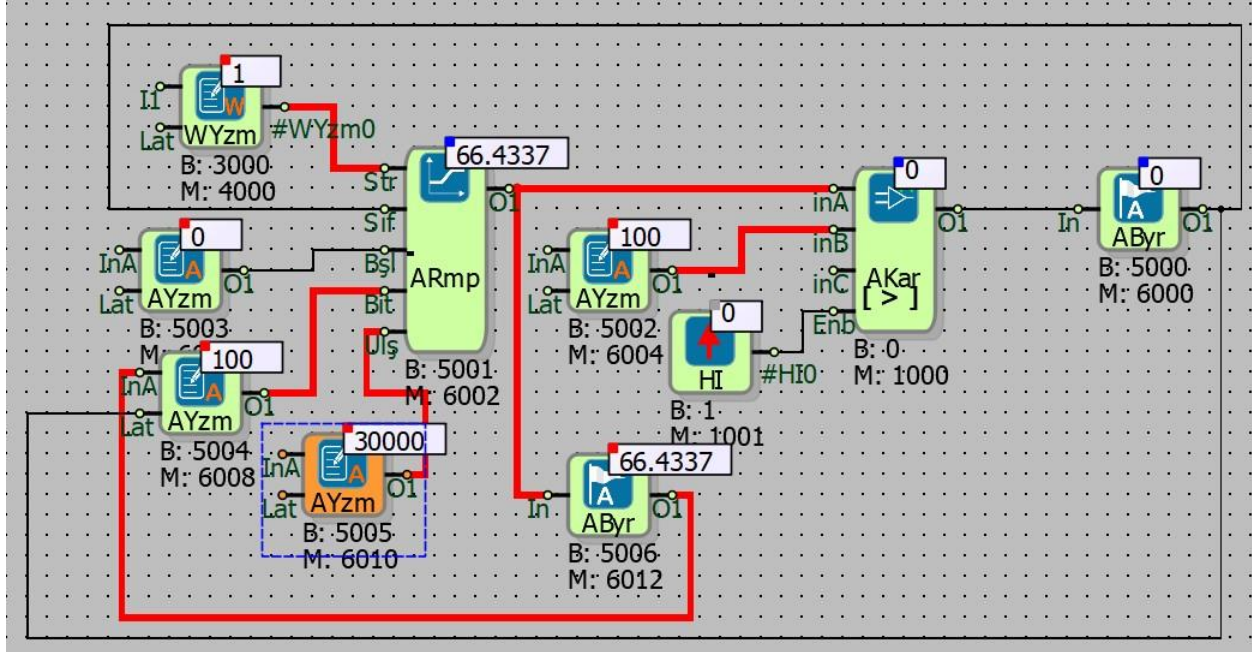 1
I1
Lat
WYzm
#WYzm0
B: 3000
M: 4000
66.4337
Str
Sıf
Bşl
Bit
Ulş
O1
ARmp
B: 5001
M: 6002
0
InA
Lat
O1
AYzm
B: 5003
100
InA
Lat
O1
AYzm
B: 5004
M: 6008
30000
InA
Lat
O1
AYzm
B: 5005
M: 6010
100
InA
Lat
O1
AYzm
B: 5002
M: 6004
0
HI
#HI0
B: 1
M: 1001
66.4337
In
O1
AByr
B: 5006
M: 6012
0
inA
inB
inC
Enb
O1
AKar
[ > ]
B: 0
M: 1000
0
In
O1
AByr
B: 5000
M: 6000